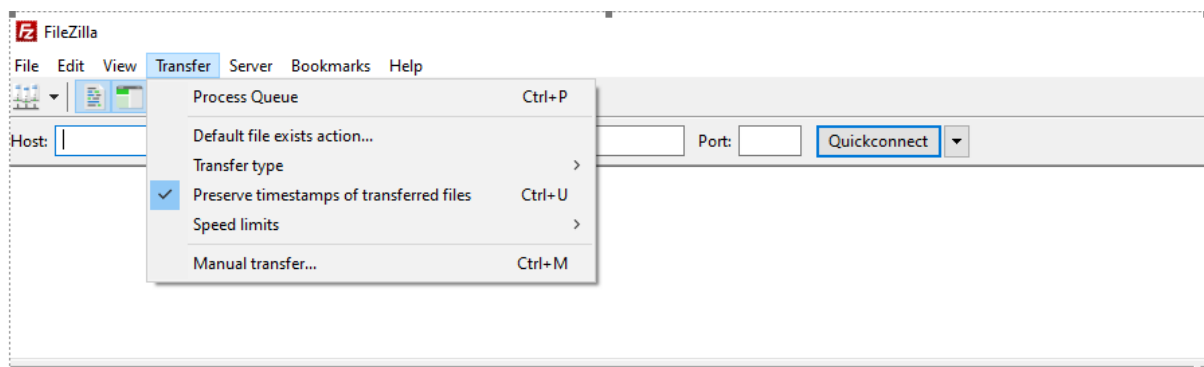 FileZilla
File Edit View Transfer Server Bookmarks Help
Process Queue Ctrl+P
Host: Port: Quickconnect
Default file exists action...
Transfer type
Preserve timestamps of transferred files Ctrl+U
Speed limits
Manual transfer... Ctrl+M